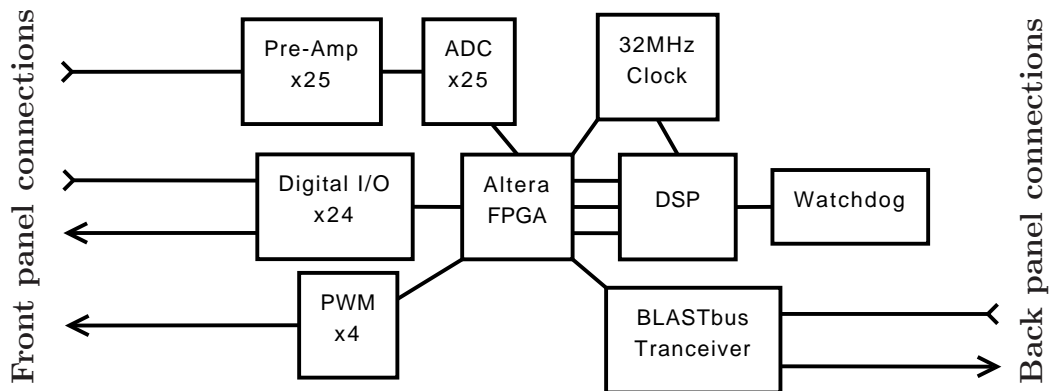 Front panel connections
Pre-Amp
x25
ADC
x25
32MHz
Clock
Digital I/O
x24
Altera
FPGA
DSP
Watchdog
PWM
x4
BLASTbus
Tranceiver
Back panel connections